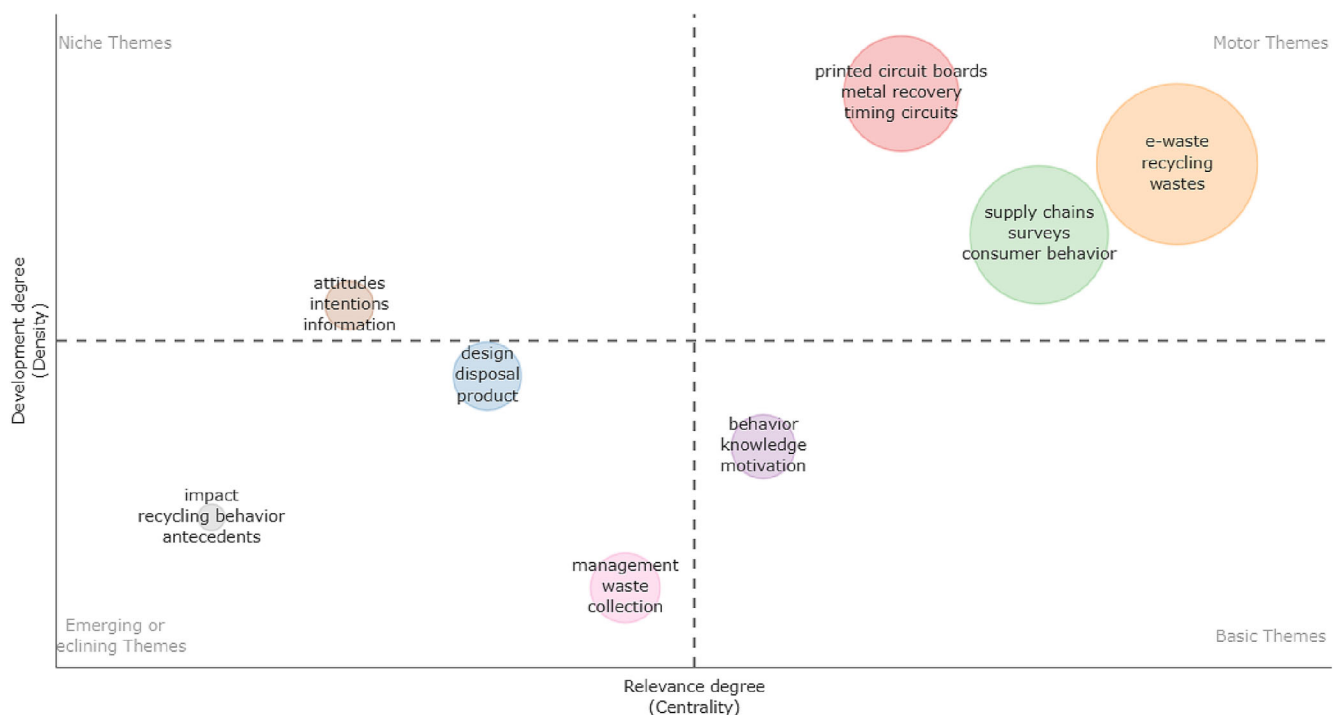 Niche Themes
Motor Themes
printed circuit boards
metal recovery
timing circuits
e-waste
recycling
wastes
supply chains
surveys
consumer behavior
attitudes
intentions
information
design
disposal
product
behavior
knowledge
motivation
impact
recycling behavior
antecedents
management
waste
collection
Emerging or
eclining Themes
Basic Themes
Development degree
(Density)
Relevance degree
(Centrality)